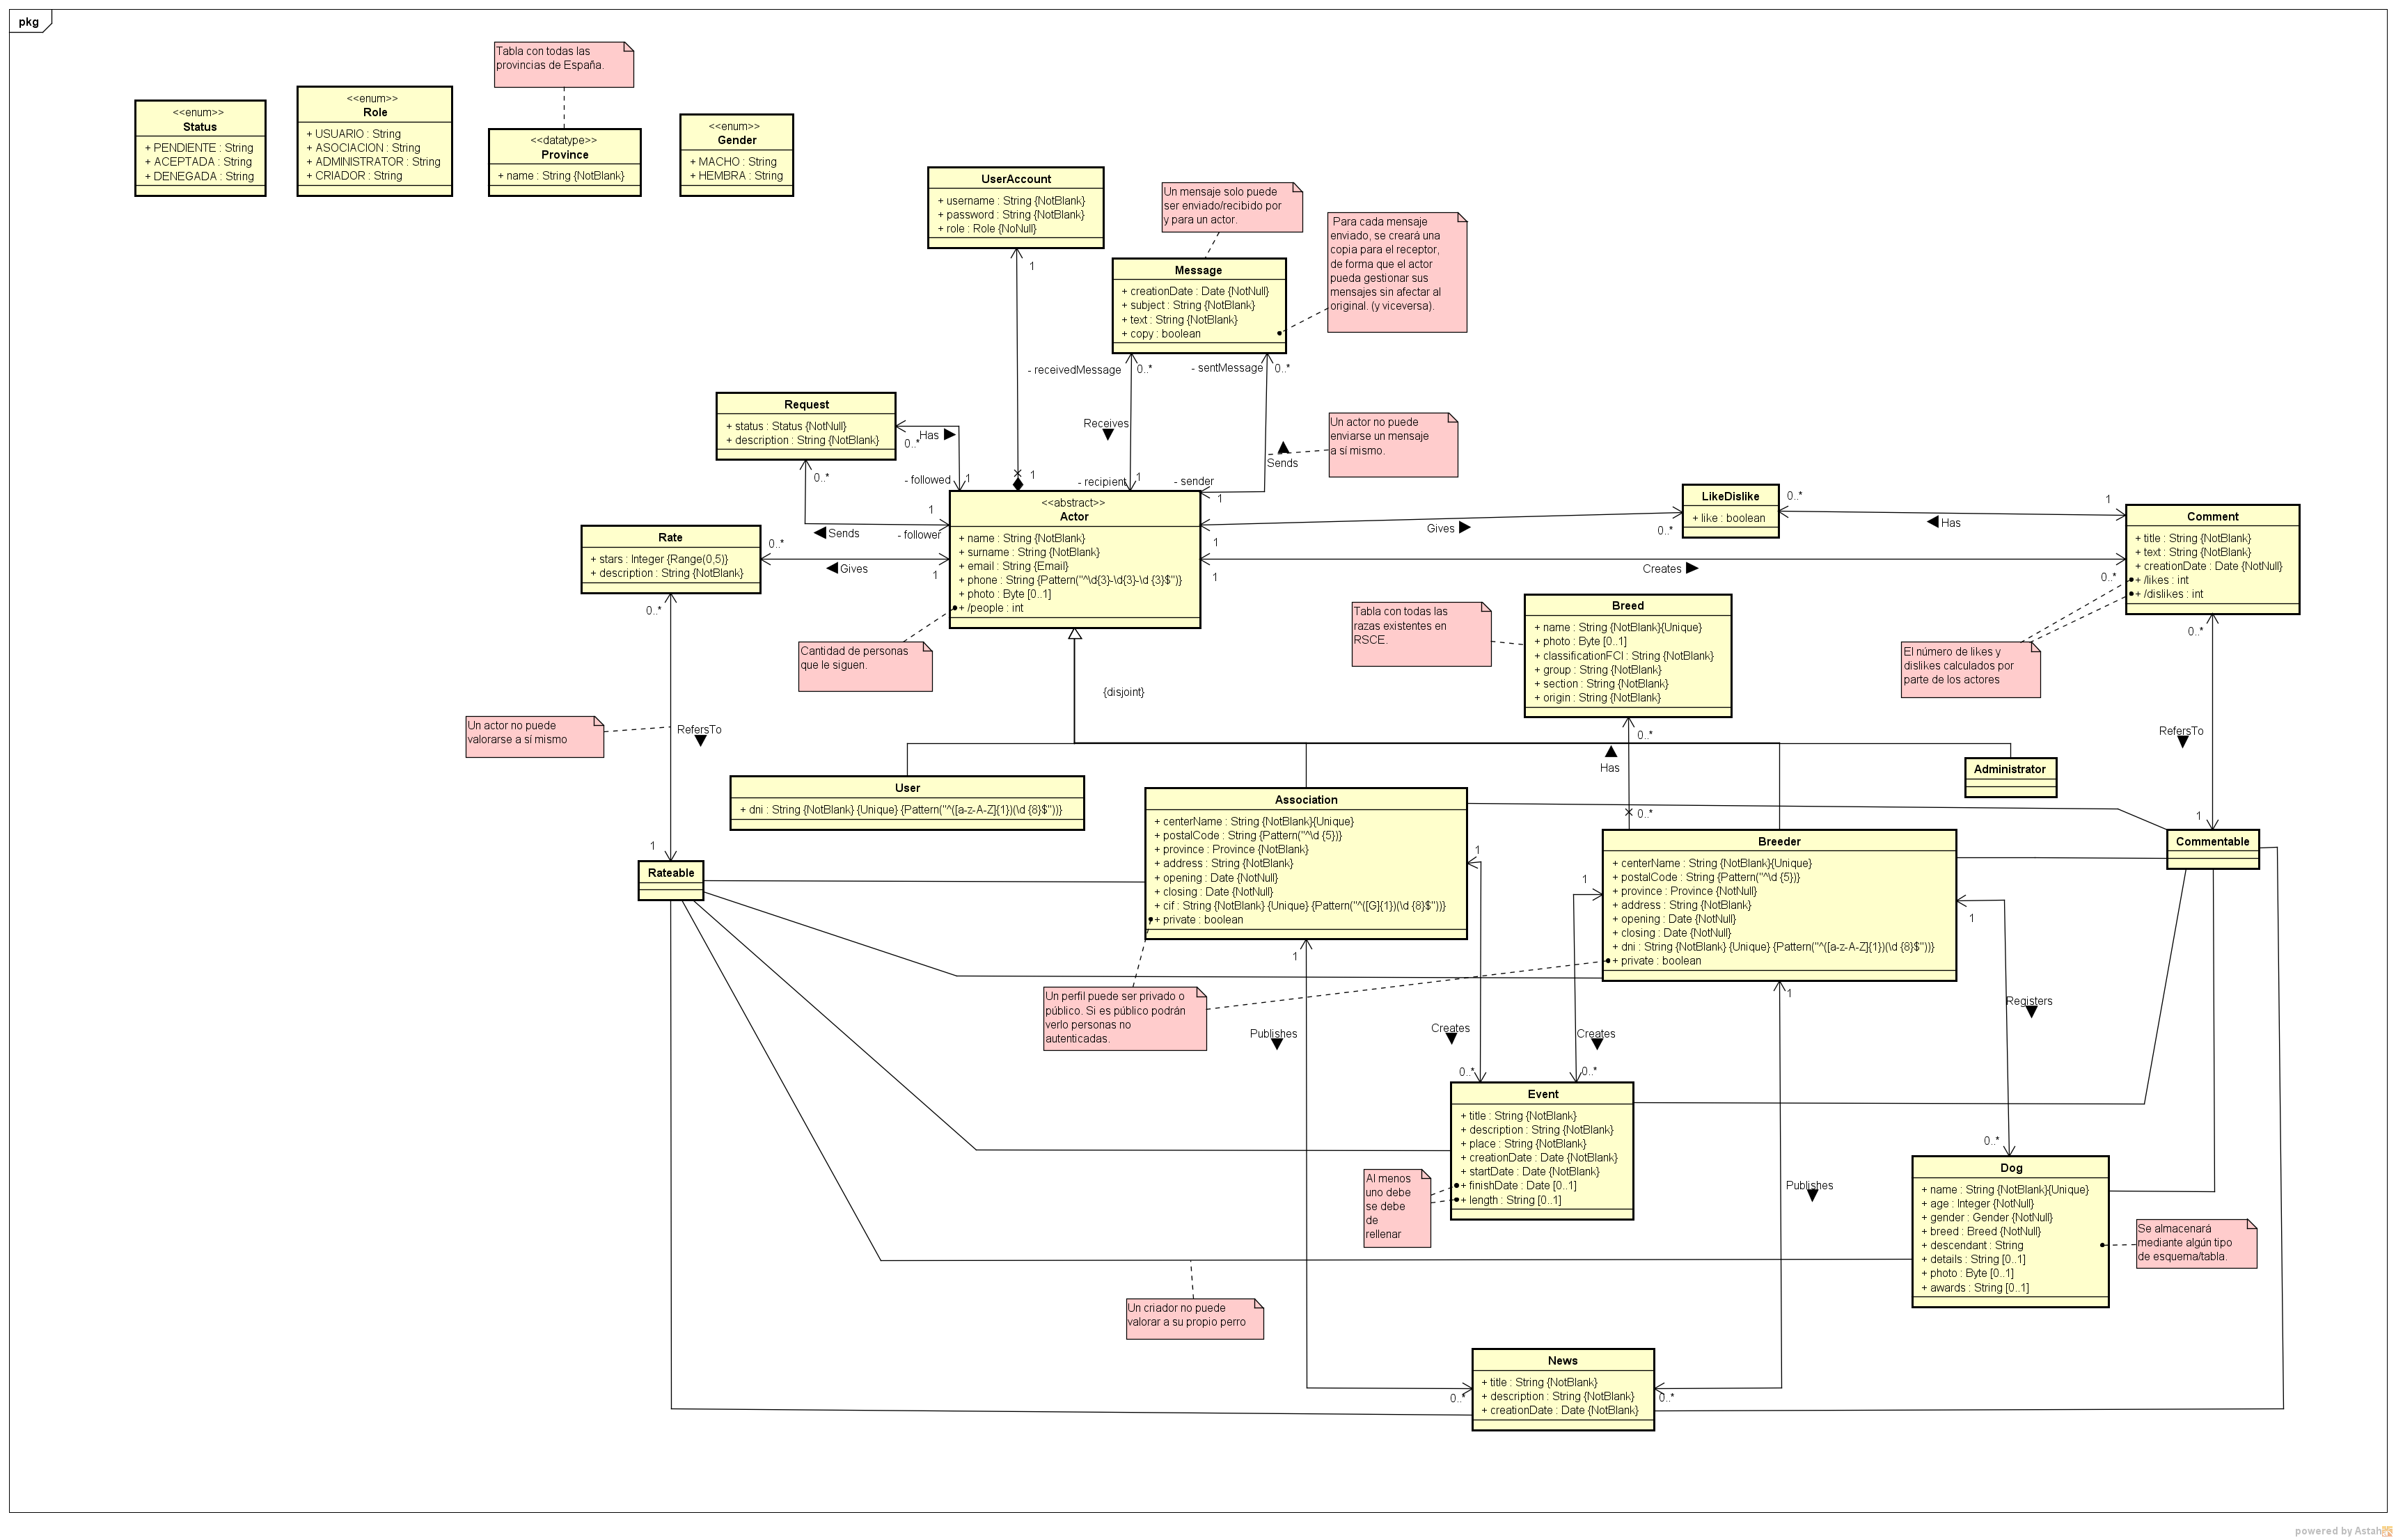 pkg
Tabla con todas las
provincias de España.
<<enum>>
Status
+ PENDIENTE : String
+ ACEPTADA : String
+ DENEGADA : String
<<enum>>
Role
+ USUARIO : String
+ ASOCIACION : String
+ ADMINISTRATOR : String
+ CRIADOR : String
<<datatype>>
Province
+ name : String {NotBlank}
<<enum>>
Gender
+ MACHO : String
+ HEMBRA : String
UserAccount
+ username : String {NotBlank}
+ password : String {NotBlank}
+ role : Role {NoNull}
1
Un mensaje solo puede
ser enviado/recibido por
y para un actor.
Para cada mensaje
enviado, se creará una
copia para el receptor,
de forma que el actor
pueda gestionar sus
mensajes sin afectar al
original. (y viceversa).
Message
+ creationDate : Date {NotNull}
+ subject : String {NotBlank}
+ text : String {NotBlank}
+ copy : boolean
- receivedMessage
0..*
- sentMessage
0..*
Receives
Sends
Un actor no puede
enviarse un mensaje
a sí mismo.
Request
+ status : Status {NotNull}
+ description : String {NotBlank}
0..*
Has
0..*
- followed
1
1
- recipient
1
- sender
1
1
Sends
- follower
<<abstract>>
Actor
+ name : String {NotBlank}
+ surname : String {NotBlank}
+ email : String {Email}
+ phone : String {Pattern("^\d{3}-\d{3}-\d {3}$")}
+ photo : Byte [0..1]
+ /people : int
Rate
+ stars : Integer {Range(0,5)}
+ description : String {NotBlank}
0..*
Gives
1
0..*
1
Gives
0..*
LikeDislike
+ like : boolean
0..*
Has
1
1
Creates
0..*
Comment
+ title : String {NotBlank}
+ text : String {NotBlank}
+ creationDate : Date {NotNull}
+ /likes : int
+ /dislikes : int
0..*
El número de likes y
dislikes calculados por
parte de los actores
Cantidad de personas
que le siguen.
{disjoint}
Tabla con todas las
razas existentes en
RSCE.
Breed
+ name : String {NotBlank}{Unique}
+ photo : Byte [0..1]
+ classificationFCI : String {NotBlank}
+ group : String {NotBlank}
+ section : String {NotBlank}
+ origin : String {NotBlank}
0..*
Has
0..*
Un actor no puede
valorarse a sí mismo
RefersTo
1
RefersTo
1
User
+ dni : String {NotBlank} {Unique} {Pattern("^([a-z-A-Z]{1})(\d {8}$"))}
Association
+ centerName : String {NotBlank}{Unique}
+ postalCode : String {Pattern("^\d {5})}
+ province : Province {NotBlank}
+ address : String {NotBlank}
+ opening : Date {NotNull}
+ closing : Date {NotNull}
+ cif : String {NotBlank} {Unique} {Pattern("^([G]{1})(\d {8}$"))}
+ private : boolean
1
1
Administrator
Breeder
+ centerName : String {NotBlank}{Unique}
+ postalCode : String {Pattern("^\d {5})}
+ province : Province {NotNull}
+ address : String {NotBlank}
+ opening : Date {NotNull}
+ closing : Date {NotNull}
+ dni : String {NotBlank} {Unique} {Pattern("^([a-z-A-Z]{1})(\d {8}$"))}
+ private : boolean
1
1
1
Commentable
Rateable
Un perfil puede ser privado o
público. Si es público podrán
verlo personas no
autenticadas.
Publishes
Creates
Creates
Registers
0..*
0..*
Event
+ title : String {NotBlank}
+ description : String {NotBlank}
+ place : String {NotBlank}
+ creationDate : Date {NotBlank}
+ startDate : Date {NotBlank}
+ finishDate : Date [0..1]
+ length : String [0..1]
Al menos
uno debe
se debe
de
rellenar
Publishes
0..*
Dog
+ name : String {NotBlank}{Unique}
+ age : Integer {NotNull}
+ gender : Gender {NotNull}
+ breed : Breed {NotNull}
+ descendant : String
+ details : String [0..1]
+ photo : Byte [0..1]
+ awards : String [0..1]
Se almacenará
mediante algún tipo
de esquema/tabla.
Un criador no puede
valorar a su propio perro
News
+ title : String {NotBlank}
+ description : String {NotBlank}
+ creationDate : Date {NotBlank}
0..*
0..*
powered by Astah